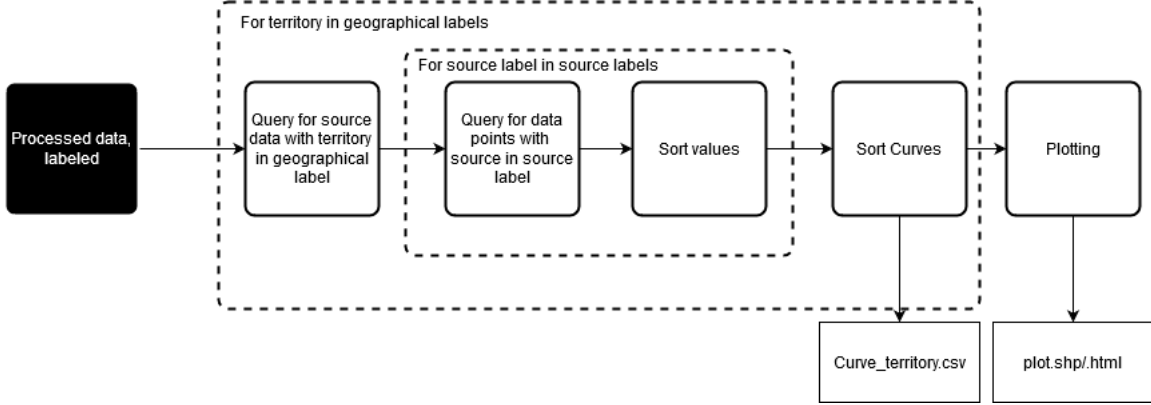 For territory in geographical labels
For source label in source labels
Processed data,
labeled
Query for source
data with territory
in geographical
label
Query for data
points with
source in source
label
Sort values
Sort Curves
Plotting
Curve_territory.csv
plot.shp/.html